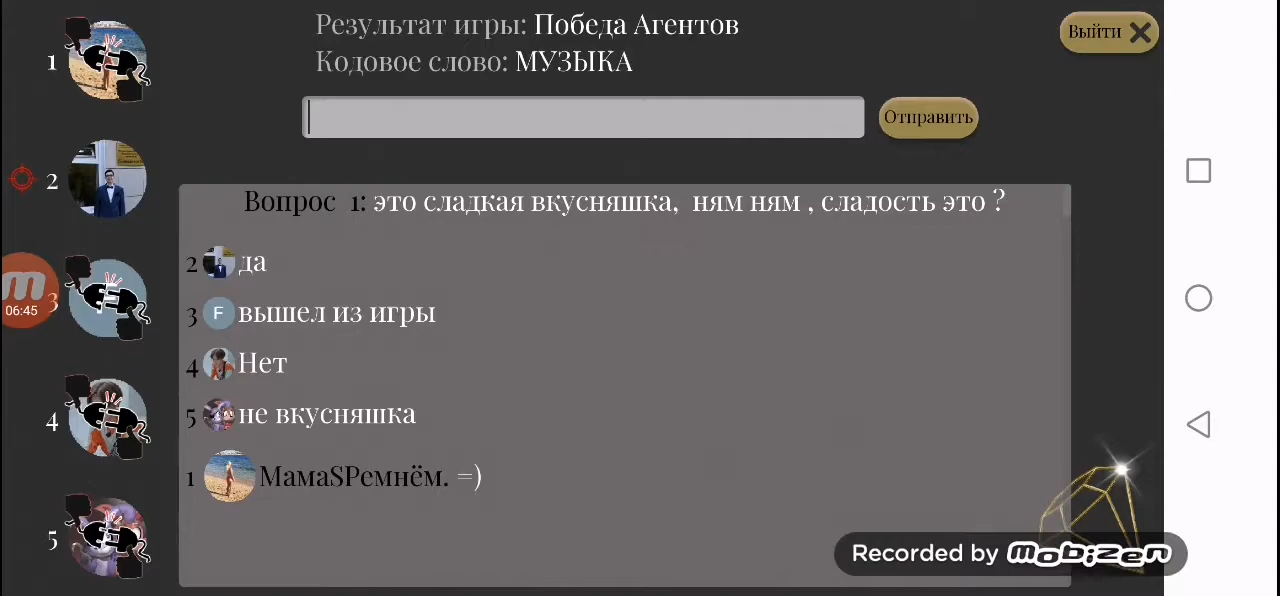 Результат игры: Победа Агентов
Кодовое слово: МУЗЫКА
Выйти
Отправить
1
2
3
4
5
06:45
Вопрос 1: это сладкая вкусняшка, ням ням , сладость это ?
2 да
3 F вышел из игры
4 Нет
5 не вкусняшка
1 МамаSРемнём. =)
Recorded by mobizen